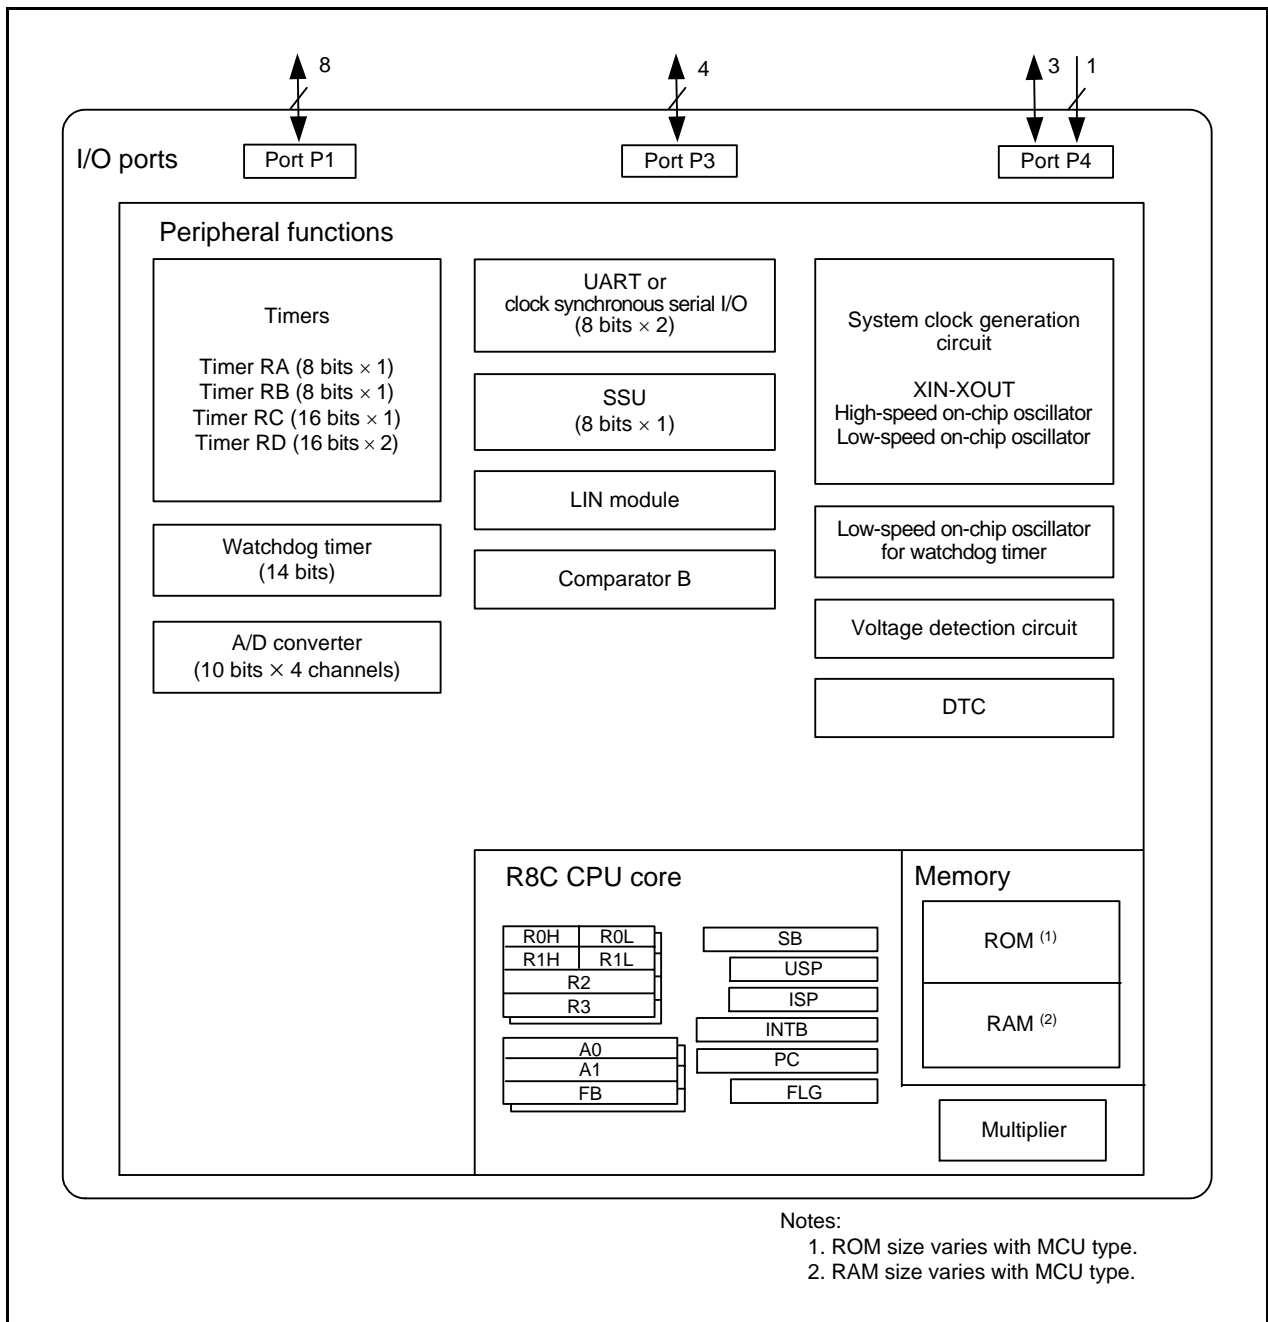 8
4
3
1
I/O ports
Port P1
Port P3
Port P4
Peripheral functions
Timers
Timer RA (8 bits × 1)
Timer RB (8 bits × 1)
Timer RC (16 bits × 1)
Timer RD (16 bits × 2)
Watchdog timer
(14 bits)
A/D converter
(10 bits × 4 channels)
UART or
clock synchronous serial I/O
(8 bits × 2)
SSU
(8 bits × 1)
LIN module
Comparator B
System clock generation
circuit
XIN-XOUT
High-speed on-chip oscillator
Low-speed on-chip oscillator
Low-speed on-chip oscillator
for watchdog timer
Voltage detection circuit
DTC
R8C CPU core
R0H
R0L
R1H
R1L
R2
R3
A0
A1
FB
SB
USP
ISP
INTB
PC
FLG
Memory
ROM (1)
RAM (2)
Multiplier
Notes:
1. ROM size varies with MCU type.
2. RAM size varies with MCU type.